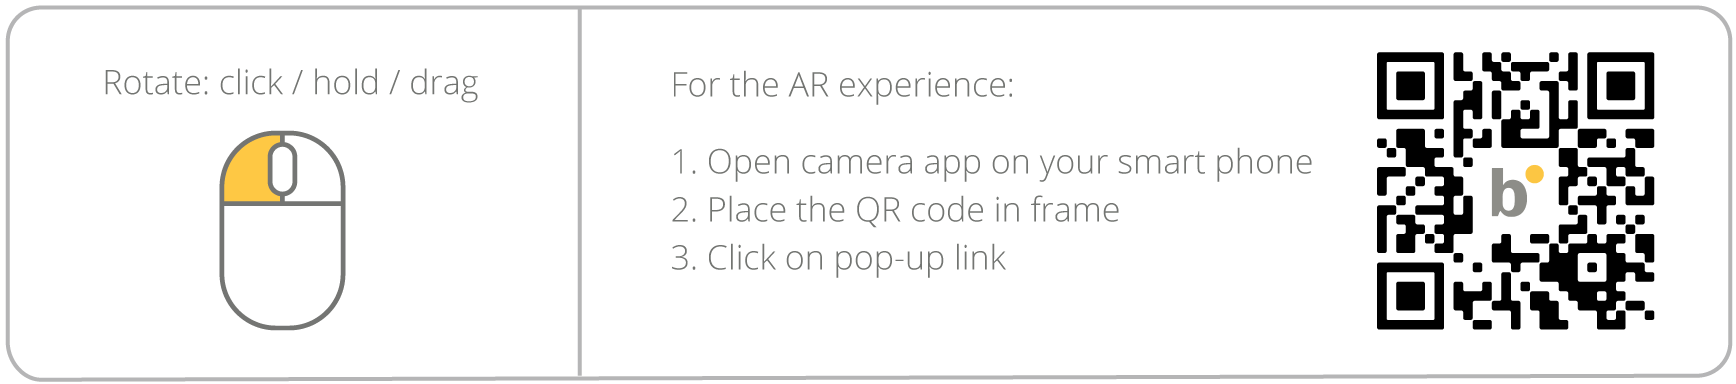 Rotate: click / hold / drag
For the AR experience:
1. Open camera app on your smart phone
2. Place the QR code in frame
3. Click on pop-up link
b